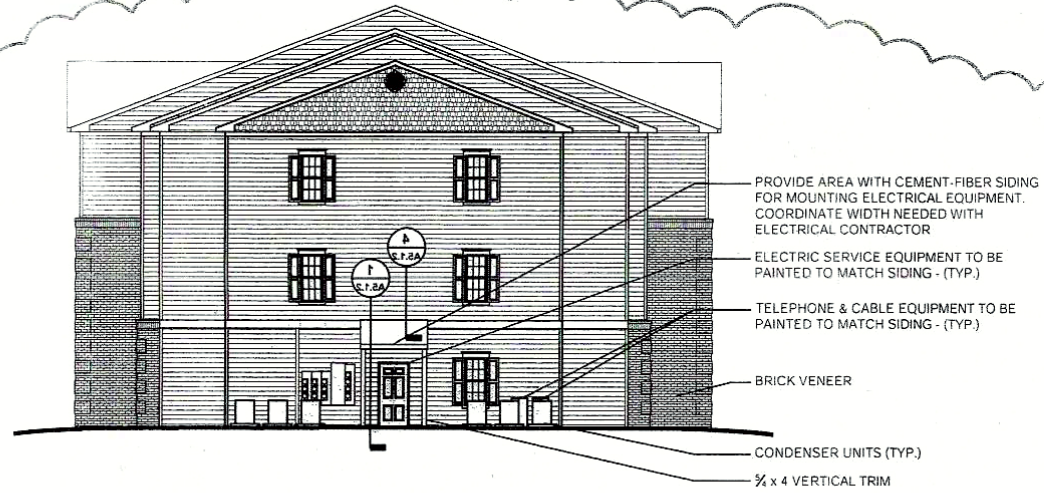 PROVIDE AREA WITH CEMENT-FIBER SIDING
FOR MOUNTING ELECTRICAL EQUIPMENT.
COORDINATE WIDTH NEEDED WITH
ELECTRICAL CONTRACTOR
4
A5.1.2
ELECTRIC SERVICE EQUIPMENT TO BE
PAINTED TO MATCH SIDING - (TYP.)
1
A5.1.2
TELEPHONE & CABLE EQUIPMENT TO BE
PAINTED TO MATCH SIDING - (TYP.)
BRICK VENEER
CONDENSER UNITS (TYP.)
5/4 x 4 VERTICAL TRIM